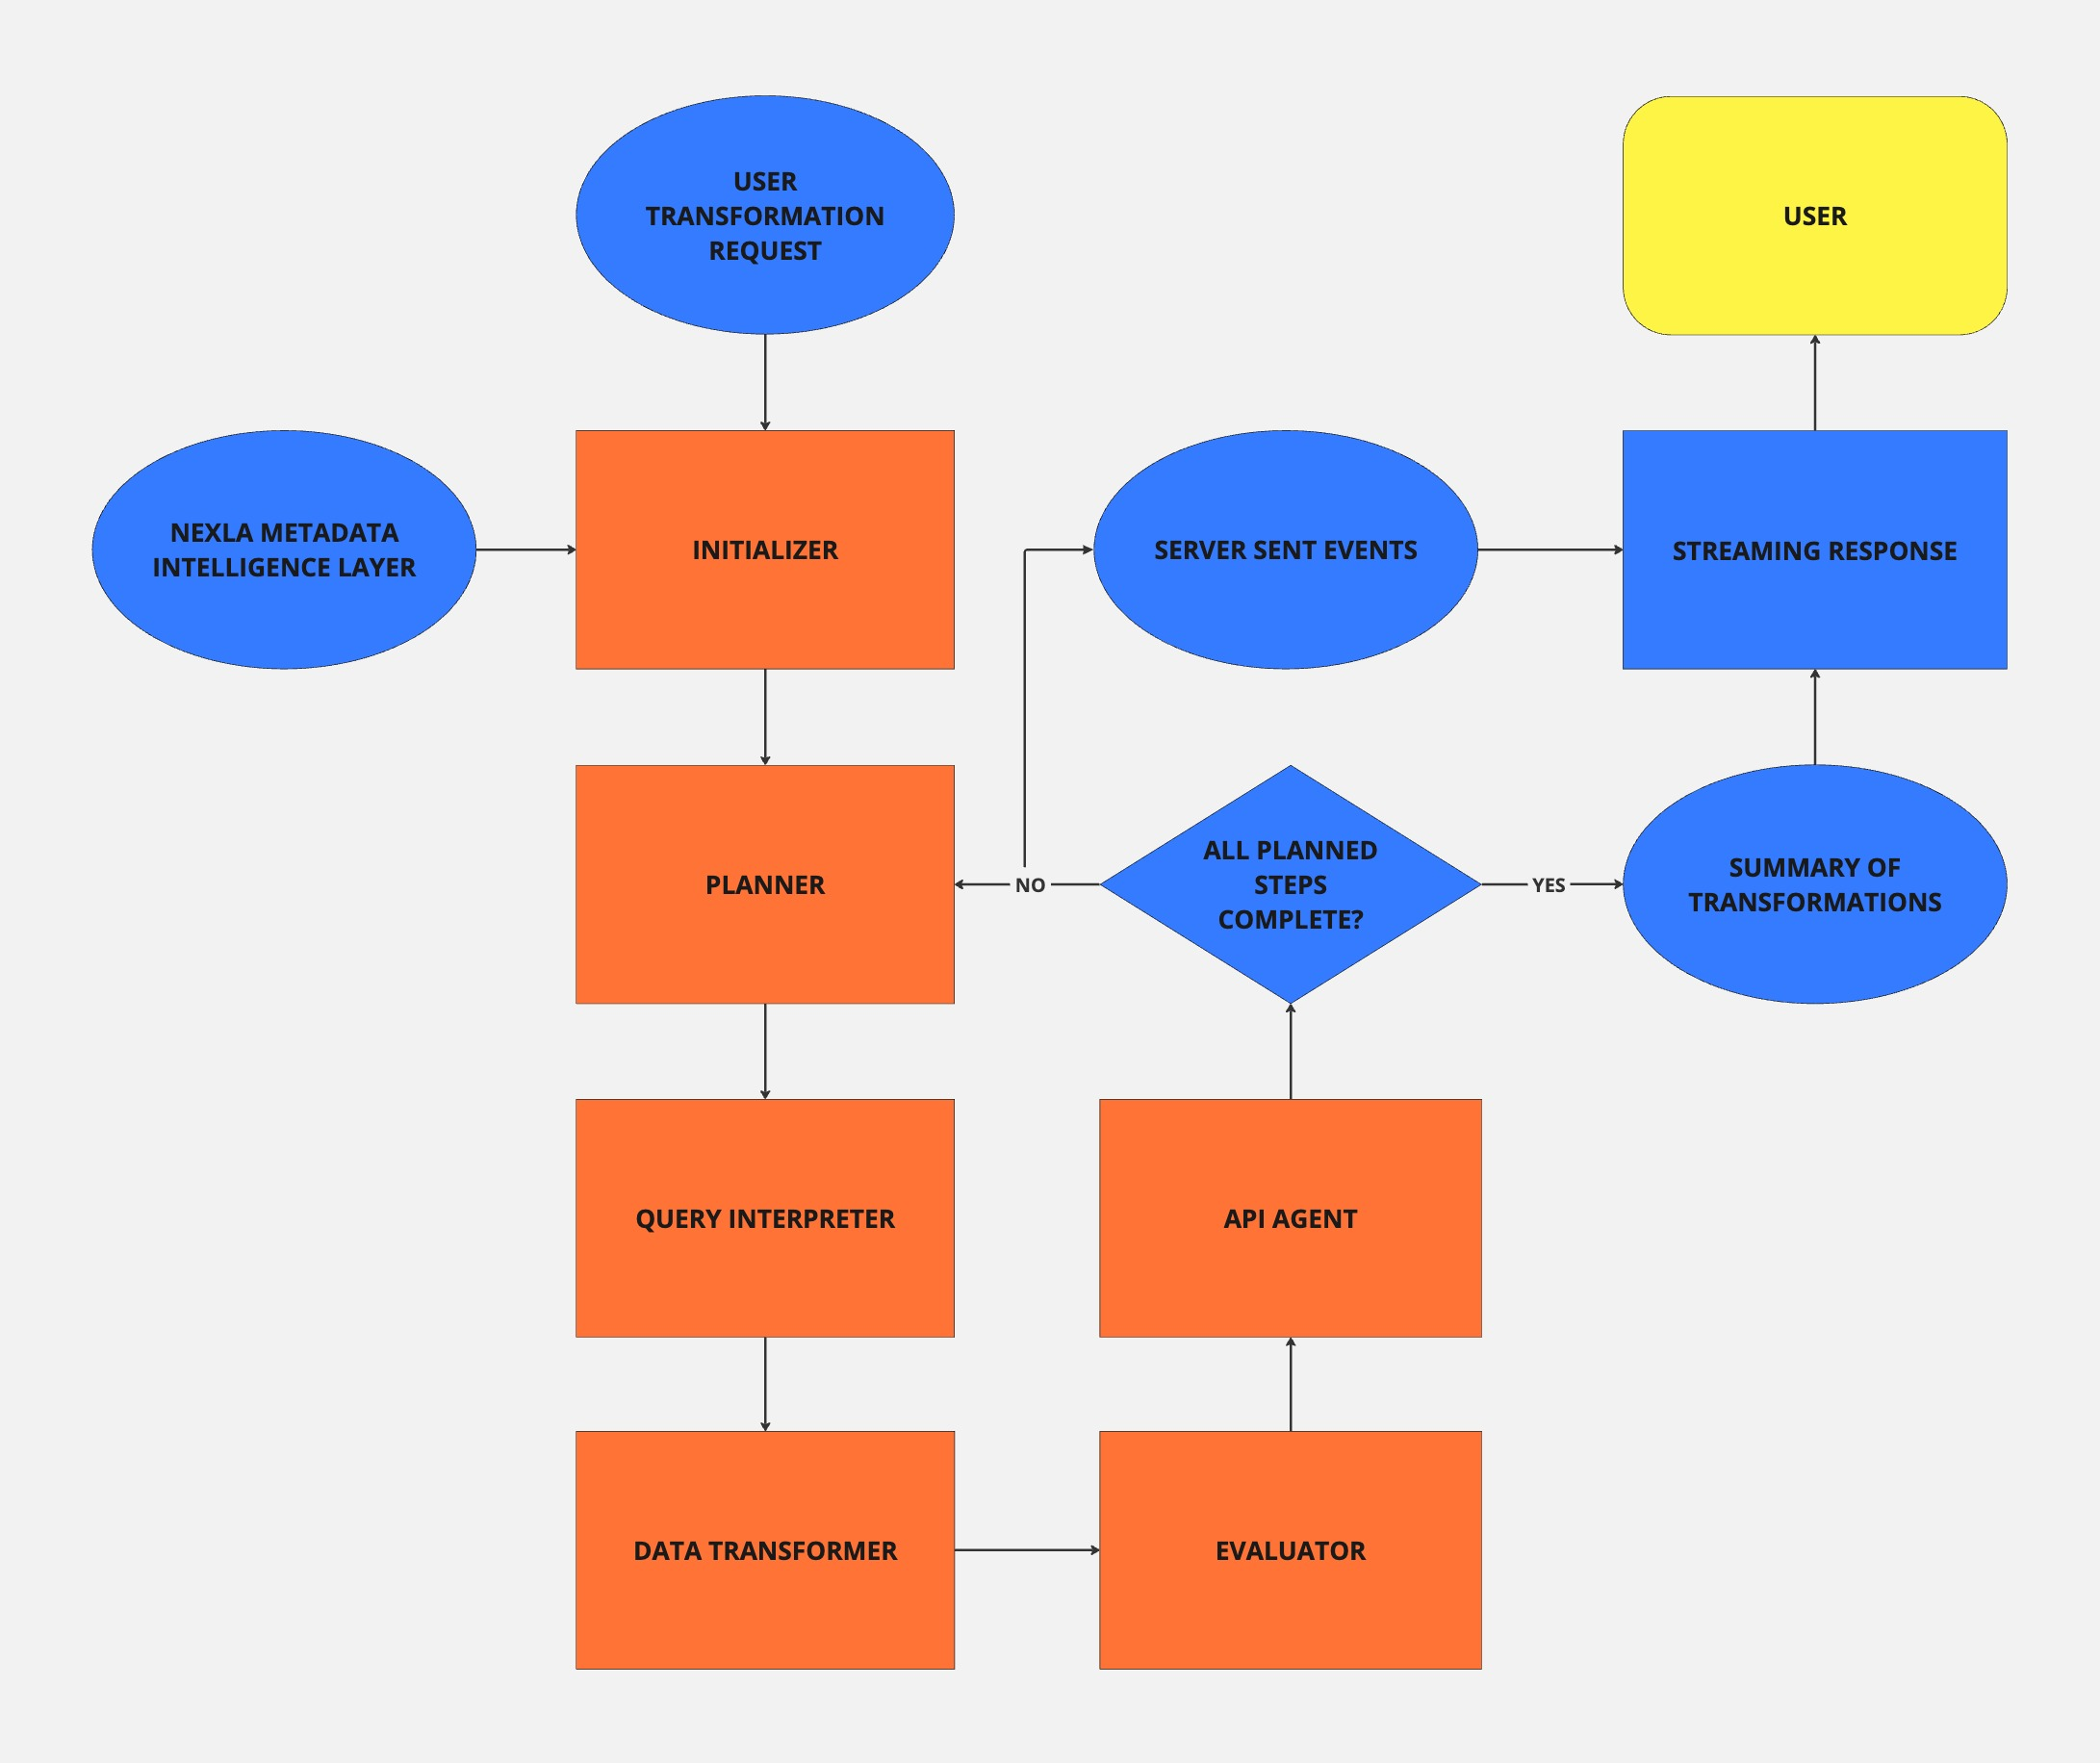 USER
TRANSFORMATION
REQUEST
USER
NEXLA METADATA
INTELLIGENCE LAYER
INITIALIZER
SERVER SENT EVENTS
STREAMING RESPONSE
PLANNER
NO
ALL PLANNED
STEPS
COMPLETE?
YES
SUMMARY OF
TRANSFORMATIONS
QUERY INTERPRETER
API AGENT
DATA TRANSFORMER
EVALUATOR